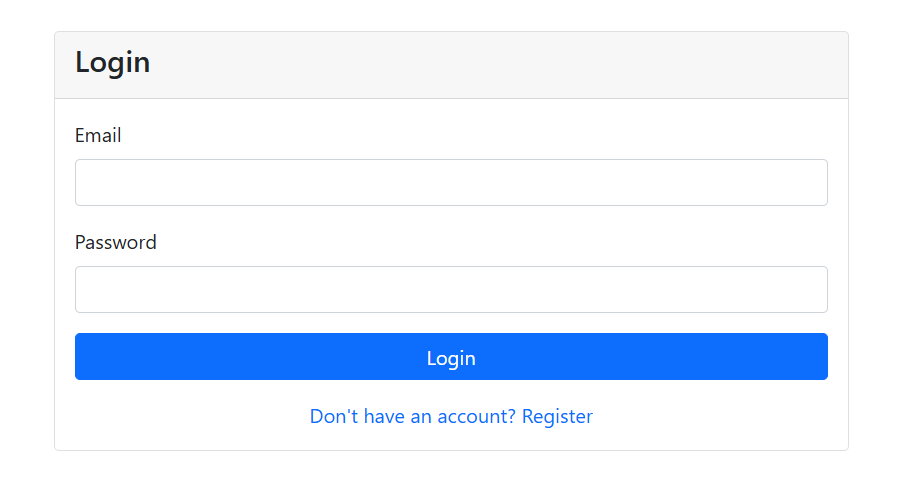 Login
Email
Password
Login
Don't have an account? Register